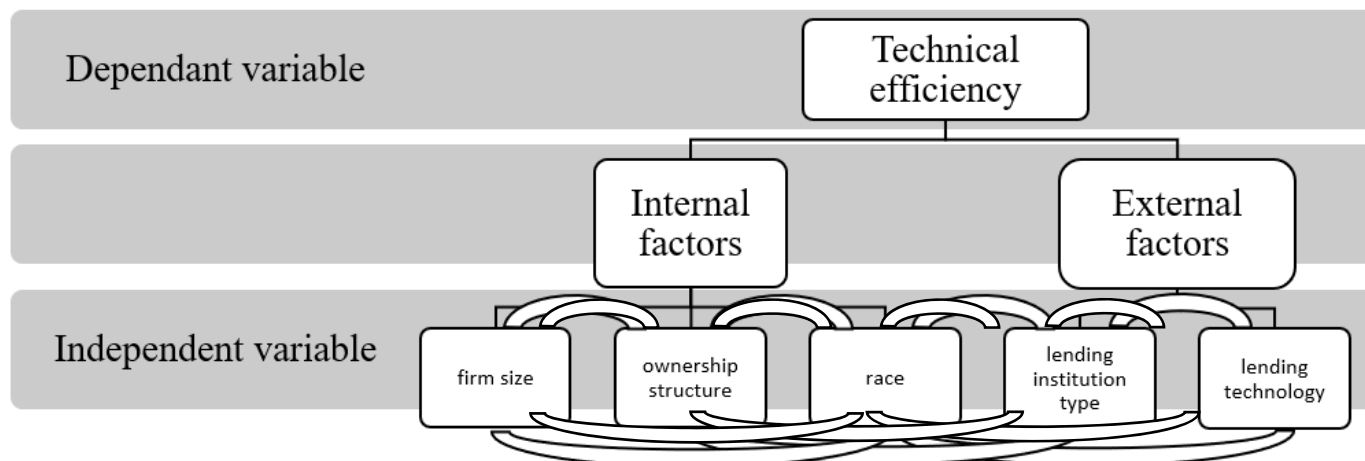 Dependant variable
Technical
efficiency
Internal
factors
External
factors
Independent variable
firm size
ownership
structure
race
lending
institution
type
lending
technology